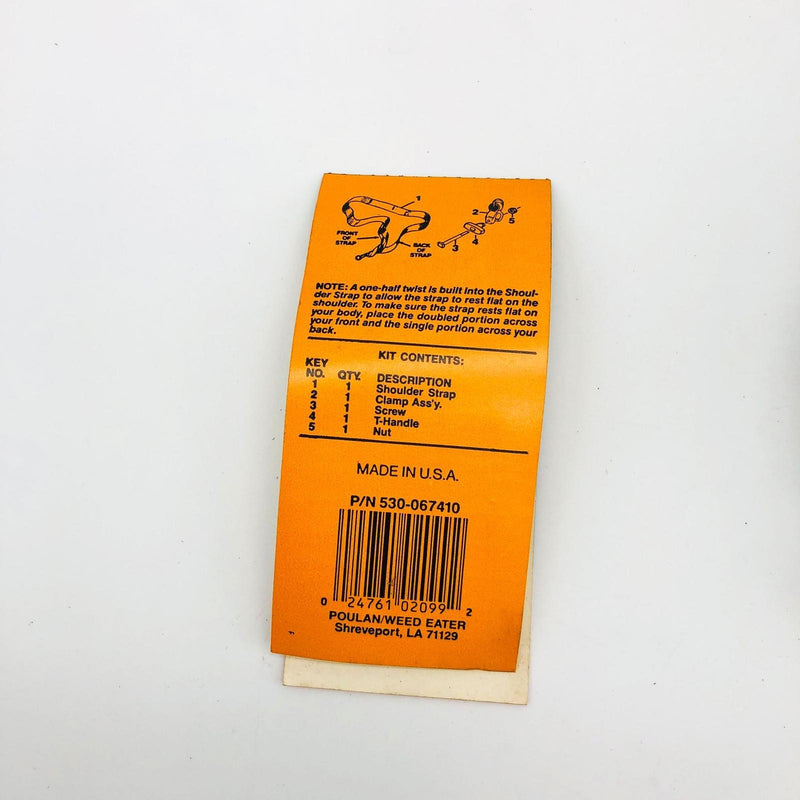 1
FRONT
OF
STRAP
BACK
OF
STRAP
2
5
4
3
NOTE: A one-half twist is built into the Shoul-
der Strap to allow the strap to rest flat on the
shoulder. To make sure the strap rests flat on
your body, place the doubled portion across
your front and the single portion across your
back.
KIT CONTENTS:
KEY
NO. QTY. DESCRIPTION
1 1 Shoulder Strap
2 1 Clamp Ass'y.
3 1 Screw
4 1 T-Handle
5 1 Nut
MADE IN U.S.A.
P/N 530-067410
0 24761 02099 2
POULAN/WEED EATER
Shreveport, LA 71129